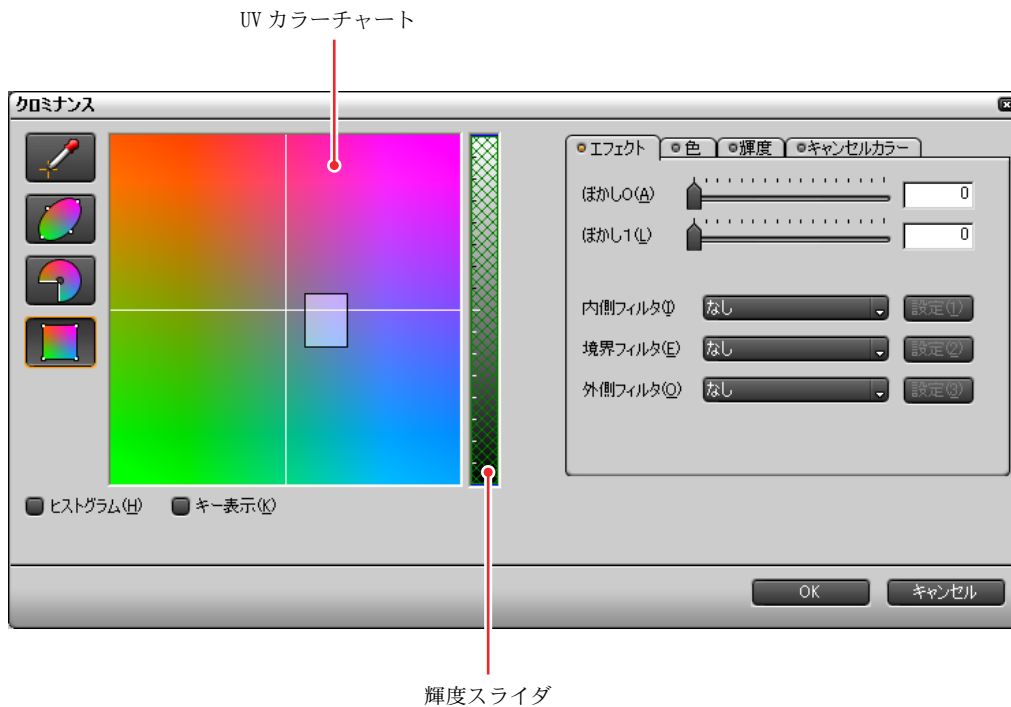 UV カラーチャート
クロミナンス
エフェクト 色 輝度 キャンセルカラー
ぼかし0(A) 0
ぼかし1(L) 0
内側フィルタ(I) なし 設定(1)
境界フィルタ(E) なし 設定(2)
外側フィルタ(O) なし 設定(3)
ヒストグラム(H) キー表示(K)
OK キャンセル
輝度スライダ